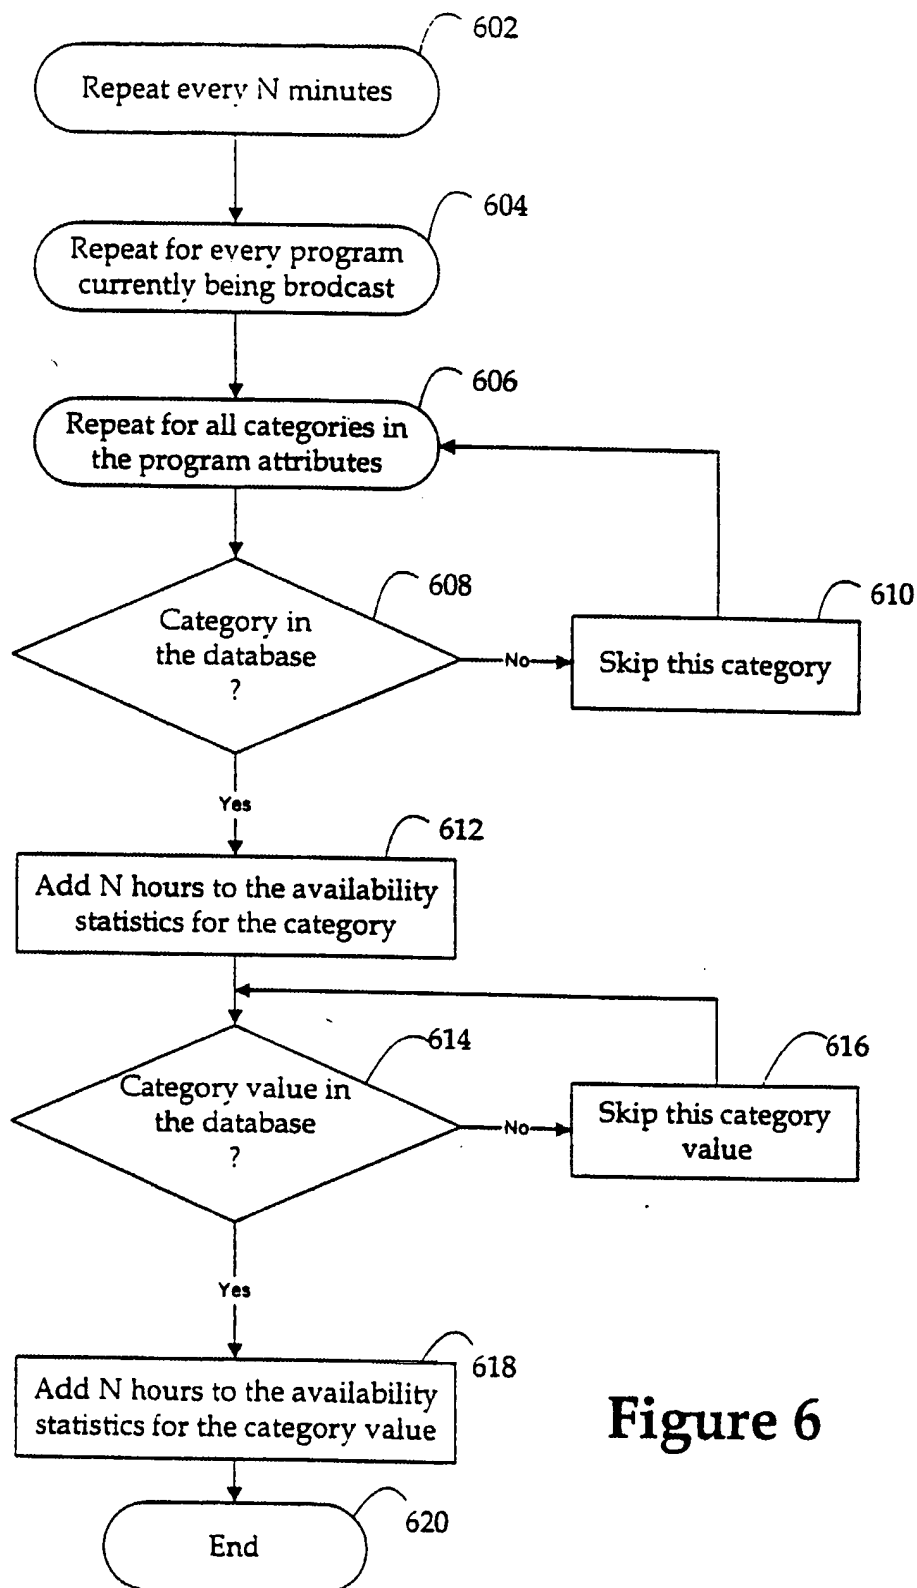 602
Repeat every N minutes
604
Repeat for every program
currently being brodcast
606
Repeat for all categories in
the program attributes
608
Category in
the database
?
No
610
Skip this category
Yes
612
Add N hours to the availability
statistics for the category
614
Category value in
the database
?
No
616
Skip this category
value
Yes
618
Add N hours to the availability
statistics for the category value
Figure 6
620
End